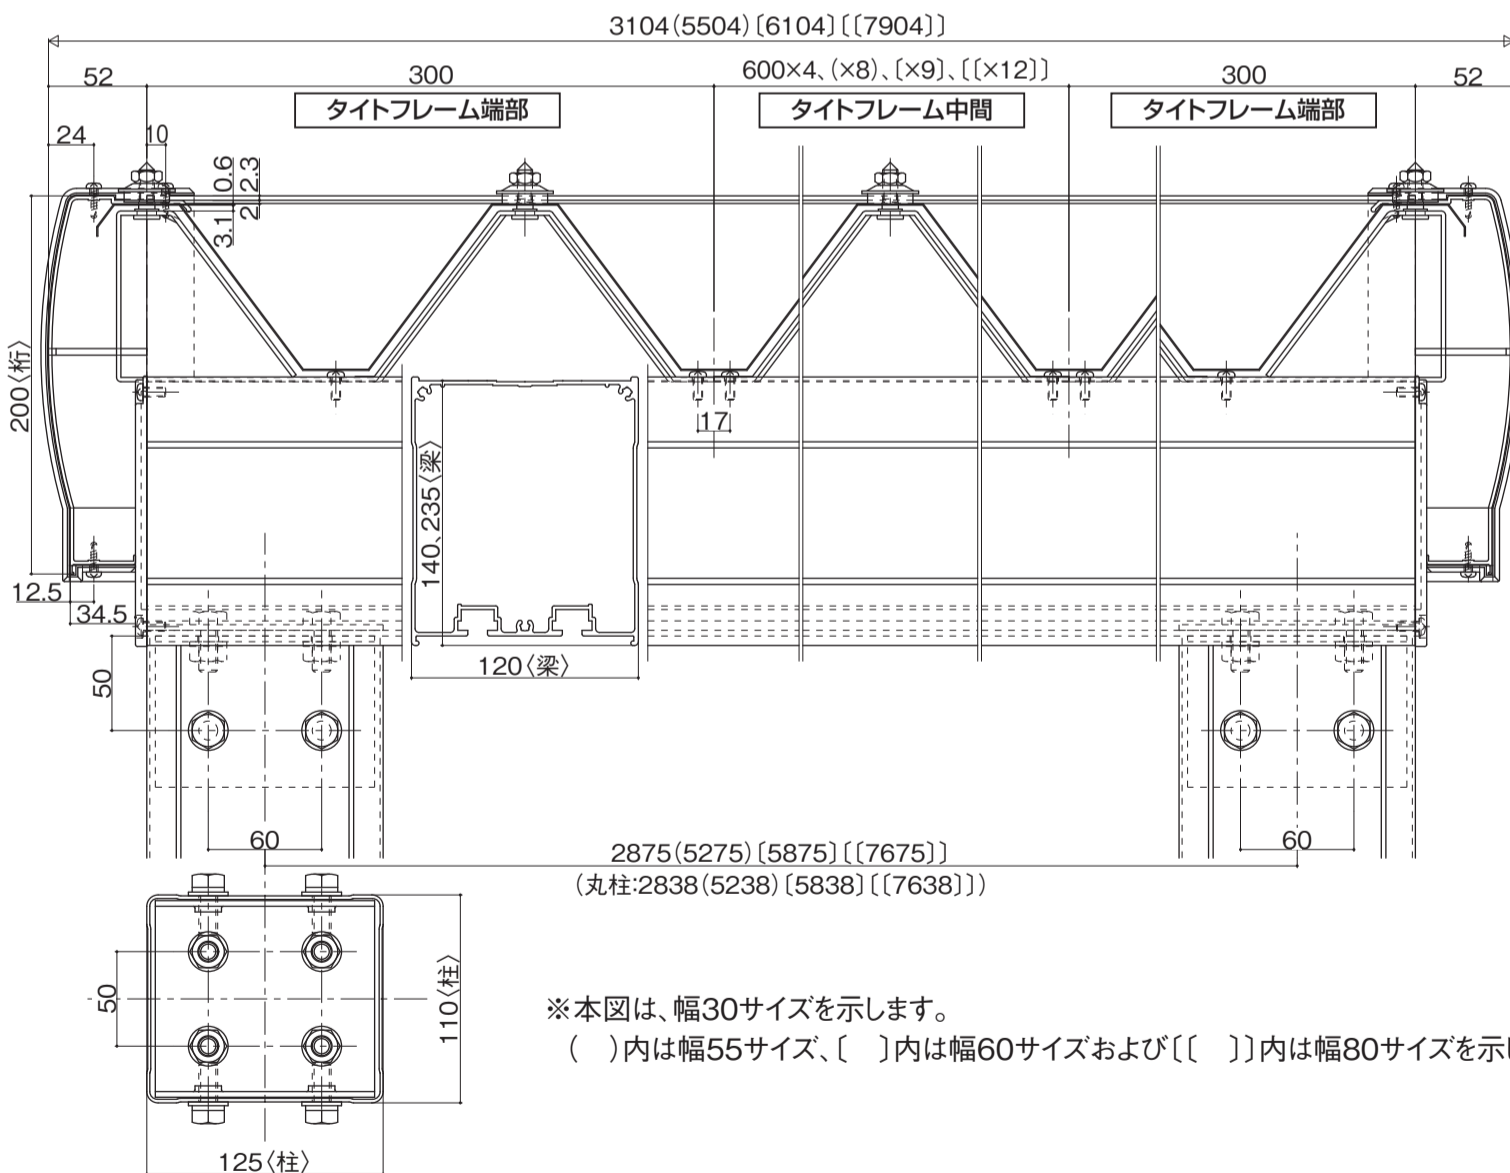 3104(5504)〔6104〕〔〔7904〕〕
52
300
600×4、(×8)、〔×9〕、〔〔×12〕〕
300
52
タイトフレーム端部
タイトフレーム中間
タイトフレーム端部
24
10
0.6
2.3
3.1
2
200〈桁〉
17
140、235〈梁〉
12.5
34.5
120〈梁〉
50
60
60
2875(5275)〔5875〕〔〔7675〕〕
(丸柱:2838(5238)〔5838〕〔〔7638〕〕)
50
110〈柱〉
125〈柱〉
※本図は、幅30サイズを示します。
( )内は幅55サイズ、〔 〕内は幅60サイズおよび〔〔 〕〕内は幅80サイズを示